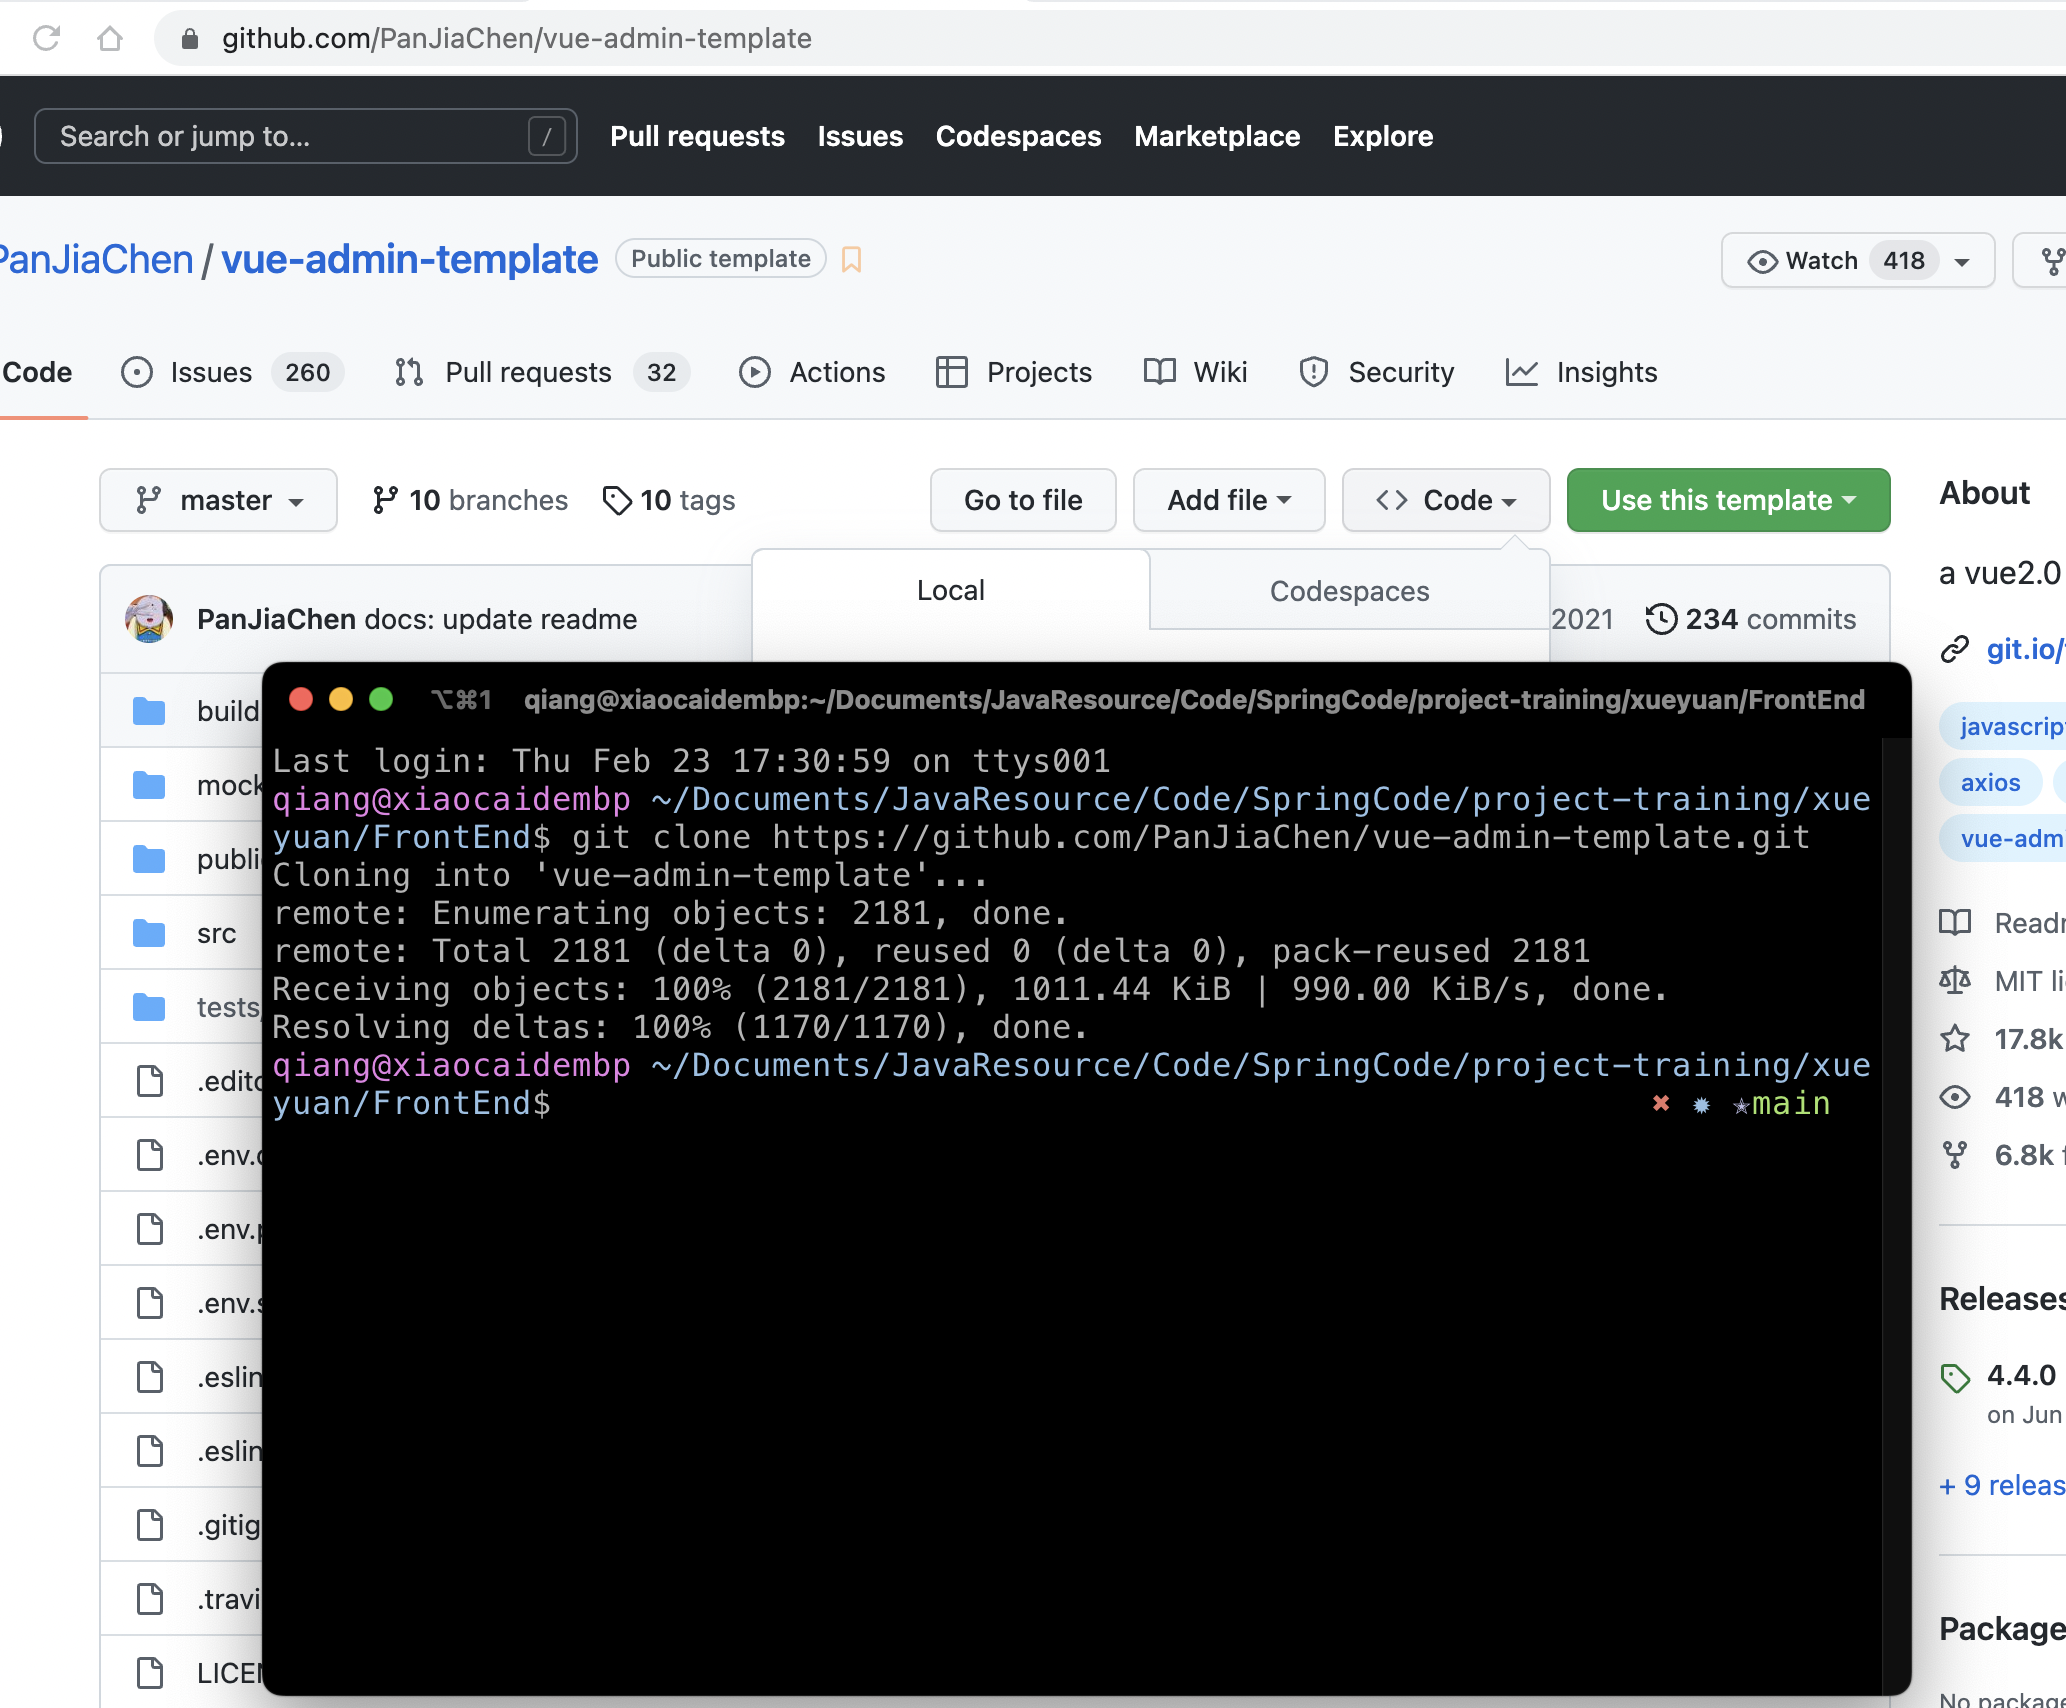 github.com/PanJiaChen/vue-admin-template
Search or jump to...
/
Pull requests
Issues
Codespaces
Marketplace
Explore
PanJiaChen / vue-admin-template
Public template
Watch 418
Code
Issues 260
Pull requests 32
Actions
Projects
Wiki
Security
Insights
master
10 branches
10 tags
Go to file
Add file
Code
Use this template
Local
Codespaces
PanJiaChen docs: update readme
2021
234 commits
build
mock
publi
src
tests
.edito
.env.
.env.
.env.s
.eslin
.eslin
.gitig
.travi
LICEN
⌥⌘1
qiang@xiaocaidembp:~/Documents/JavaResource/Code/SpringCode/project-training/xueyuan/FrontEnd
Last login: Thu Feb 23 17:30:59 on ttys001
qiang@xiaocaidembp ~/Documents/JavaResource/Code/SpringCode/project-training/xue
yuan/FrontEnd$ git clone https://github.com/PanJiaChen/vue-admin-template.git
Cloning into 'vue-admin-template'...
remote: Enumerating objects: 2181, done.
remote: Total 2181 (delta 0), reused 0 (delta 0), pack-reused 2181
Receiving objects: 100% (2181/2181), 1011.44 KiB | 990.00 KiB/s, done.
Resolving deltas: 100% (1170/1170), done.
qiang@xiaocaidembp ~/Documents/JavaResource/Code/SpringCode/project-training/xue
yuan/FrontEnd$ ✖ ✹ ✭main
About
a vue2.0
git.io/
javascrip
axios
vue-adm
Readm
MIT li
17.8k
418 w
6.8k f
Releases
4.4.0
on Jun
+ 9 releas
Package
No package